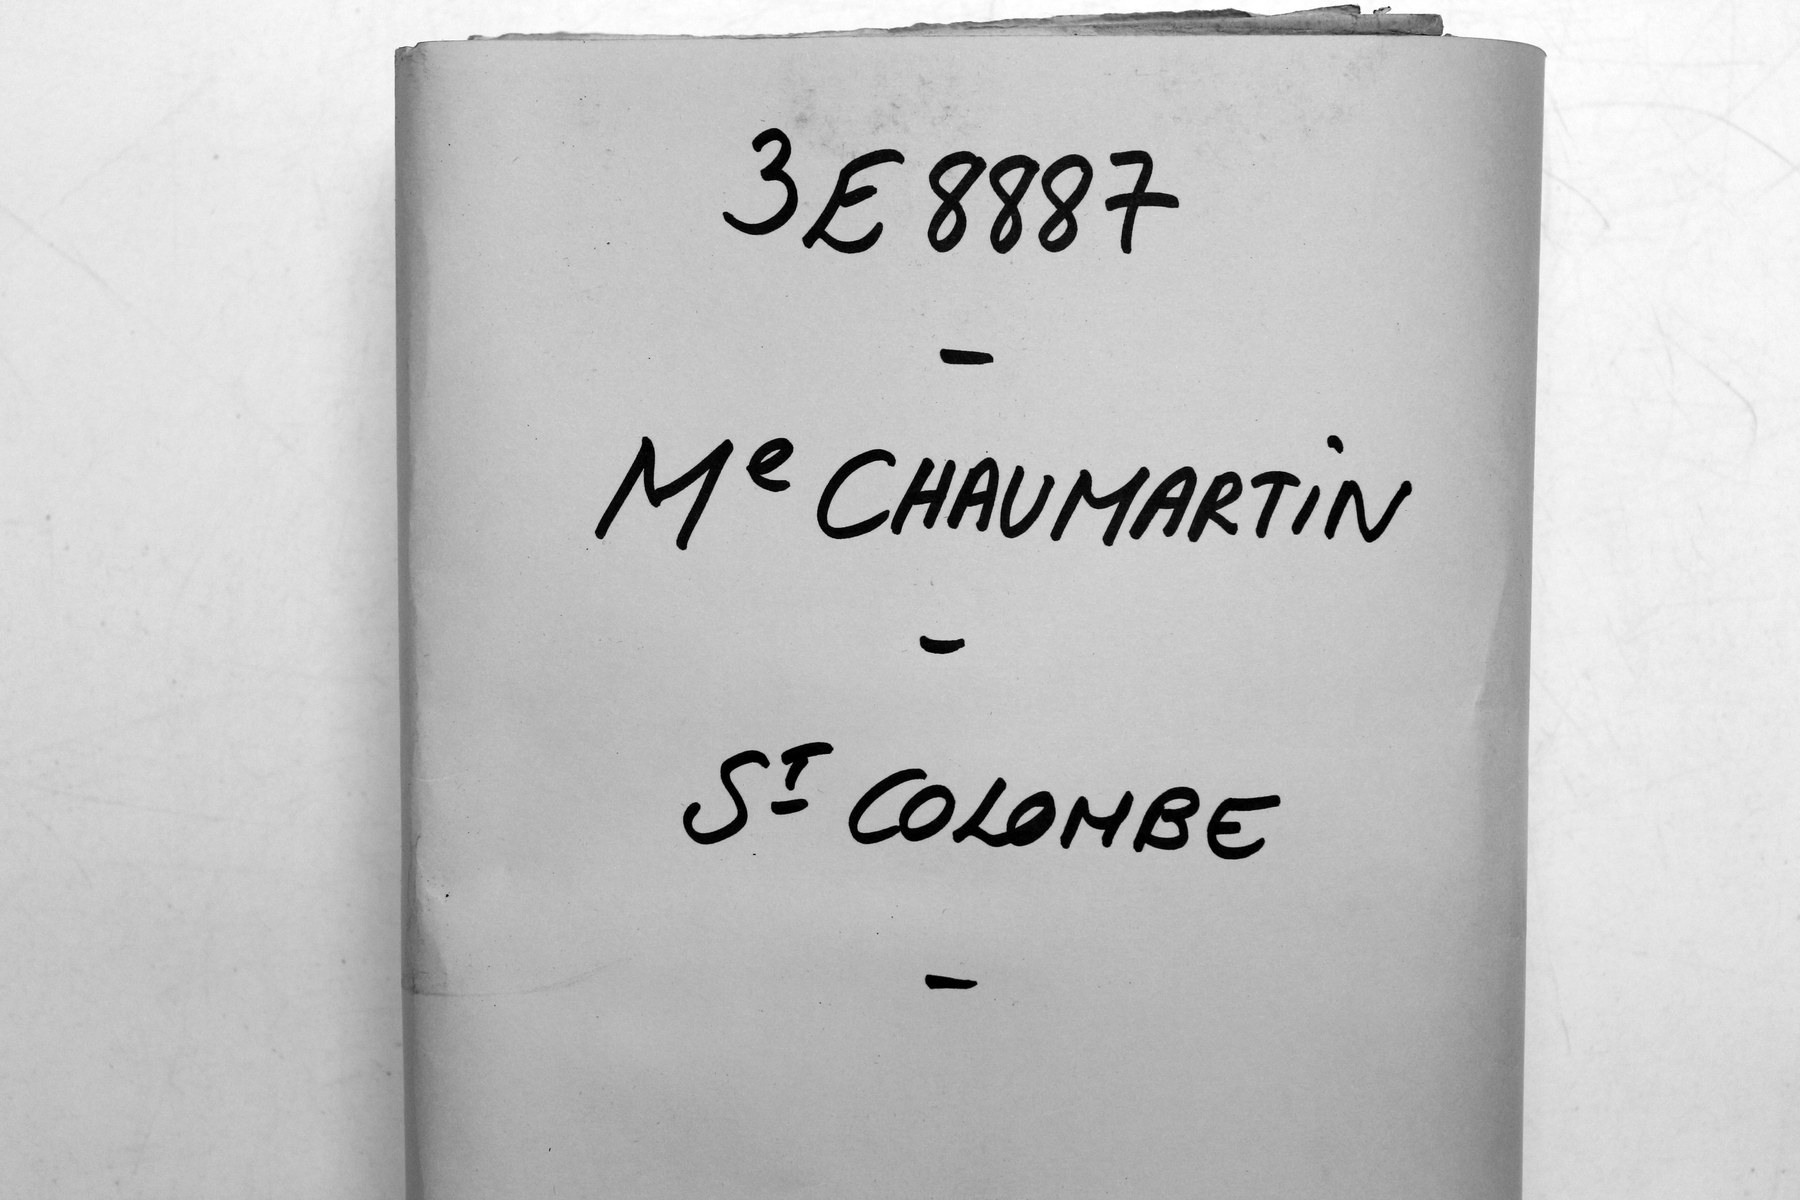 3E 8887
-
Me CHAUMARTIN
-
ST COLOMBE
-